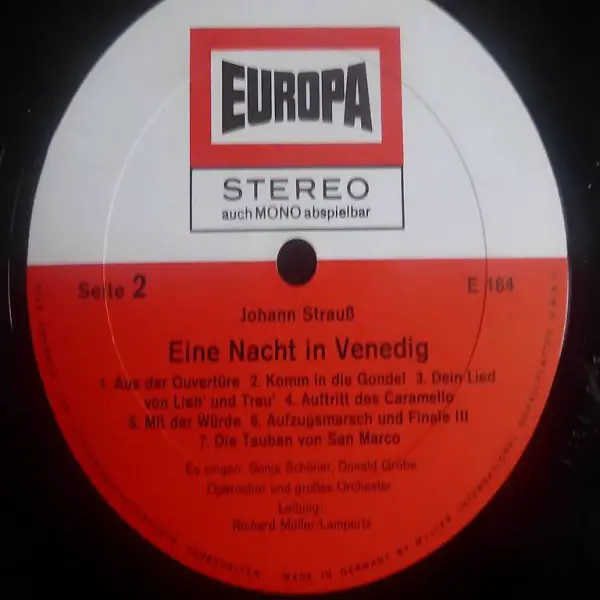 EUROPA
STEREO
auch MONO abspielbar
Seite 2
E 164
Johann Strauß
Eine Nacht in Venedig
1. Aus der Ouvertüre 2. Komm in die Gondel 3. Dein Lied
von Lieb' und Treu' 4. Auftritt des Caramello
5. Mit der Würde 6. Aufzugsmarsch und Finale III
7. Die Tauben von San Marco
Es singen: Sonja Schöner, Donald Grobe
Opernchor und großes Orchester
Leitung:
Richard Müller-Lampertz
MADE IN GERMANY BY MILLER INTERNATIONAL